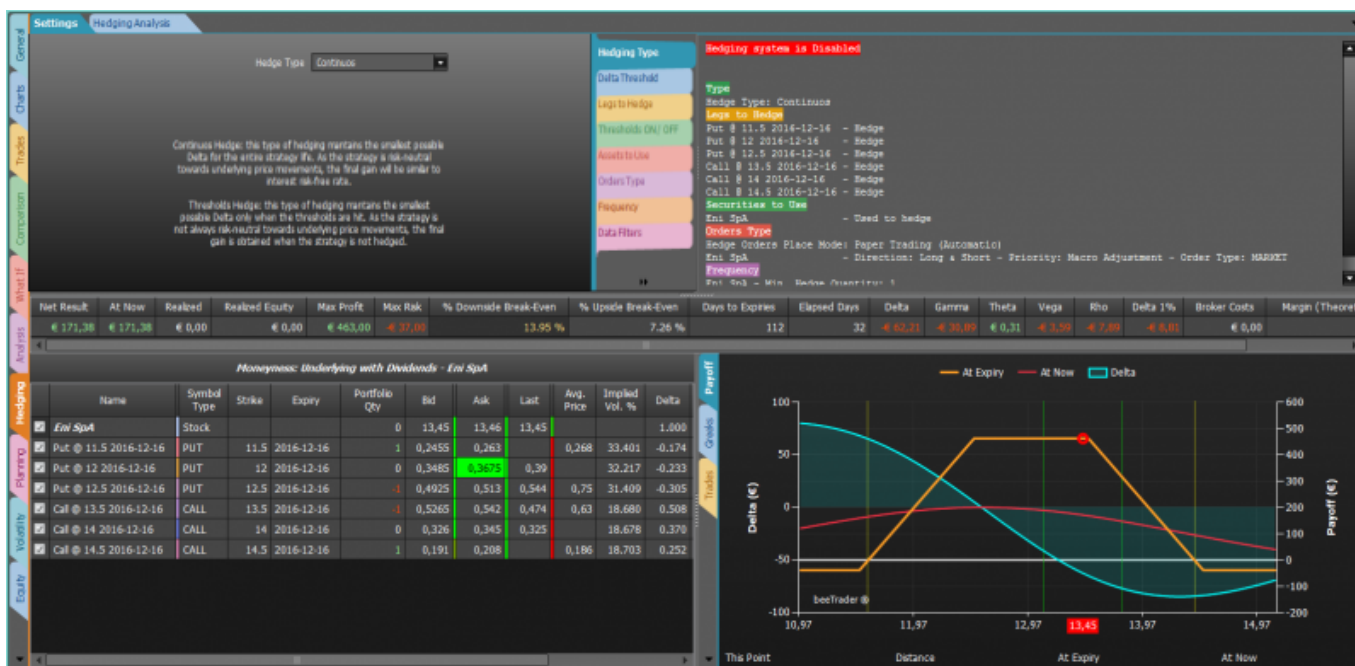 Settings Hedging Analysis
General
Charts
Trades
Comparison
What If
Analysis
Hedging
Planning
Volatility
Equity
Hedge Type Continuos
Continuos Hedge: this type of hedging mantains the smallest possible
Delta for the entire strategy life. As the strategy is risk-neutral
towards underlying price movements, the final gain will be similar to
interest risk-free rate.
Thresholds Hedge: this type of hedging mantains the smallest
possible Delta only when the thresholds are hit. As the strategy is
not always risk-neutral towards underlying price movements, the final
gain is obtained when the strategy is not hedged.
Hedging Type
Delta Threshold
Legs to Hedge
Thresholds ON/ OFF
Assets to Use
Orders Type
Frequency
Data Filters
Hedging system is Disabled
Type
Hedge Type: Continuos
Legs to Hedge
Put @ 11.5 2016-12-16 - Hedge
Put @ 12 2016-12-16 - Hedge
Put @ 12.5 2016-12-16 - Hedge
Call @ 13.5 2016-12-16 - Hedge
Call @ 14 2016-12-16 - Hedge
Call @ 14.5 2016-12-16 - Hedge
Securities to Use
Eni SpA - Used to hedge
Orders Type
Hedge Orders Place Mode: Paper Trading (Automatic)
Eni SpA - Direction: Long & Short - Priority: Macro Adjustment - Order Type: MARKET
Frequency
Eni SpA - Min. Hedge Quantity: 1
Net Result At Now Realized Realized Equity Max Profit Max Risk % Downside Break-Even % Upside Break-Even Days to Expiries Elapsed Days Delta Gamma Theta Vega Rho Delta 1% Broker Costs Margin (Theoret
€ 171,38 € 171,38 € 0,00 € 0,00 € 463,00 -€ 37,00 13.95 % 7.26 % 112 32 -€ 62,21 -€ 30,89 € 0,31 -€ 3,59 -€ 7,89 -€ 8,81 € 0,00
Moneyness: Underlying with Dividends - Eni SpA
Name Symbol Type Strike Expiry Portfolio Qty Bid Ask Last Avg. Price Implied Vol. % Delta
Eni SpA Stock 0 13,45 13,46 13,45 1.000
Put @ 11.5 2016-12-16 PUT 11.5 2016-12-16 1 0,2455 0,263 0,268 33.401 -0.174
Put @ 12 2016-12-16 PUT 12 2016-12-16 0 0,3485 0,3675 0,39 32.217 -0.233
Put @ 12.5 2016-12-16 PUT 12.5 2016-12-16 -1 0,4925 0,513 0,544 0,75 31.409 -0.305
Call @ 13.5 2016-12-16 CALL 13.5 2016-12-16 -1 0,5265 0,542 0,474 0,63 18.680 0.508
Call @ 14 2016-12-16 CALL 14 2016-12-16 0 0,326 0,345 0,325 18.678 0.370
Call @ 14.5 2016-12-16 CALL 14.5 2016-12-16 1 0,191 0,208 0,186 18.703 0.252
Payoff
Greeks
Trades
At Expiry At Now Delta
100
50
0
-50
-100
Delta (€)
600
500
400
300
200
100
0
-100
-200
Payoff (€)
beeTrader ®
10,97 11,97 12,97 13,45 13,97 14,97
This Point Distance At Expiry At Now